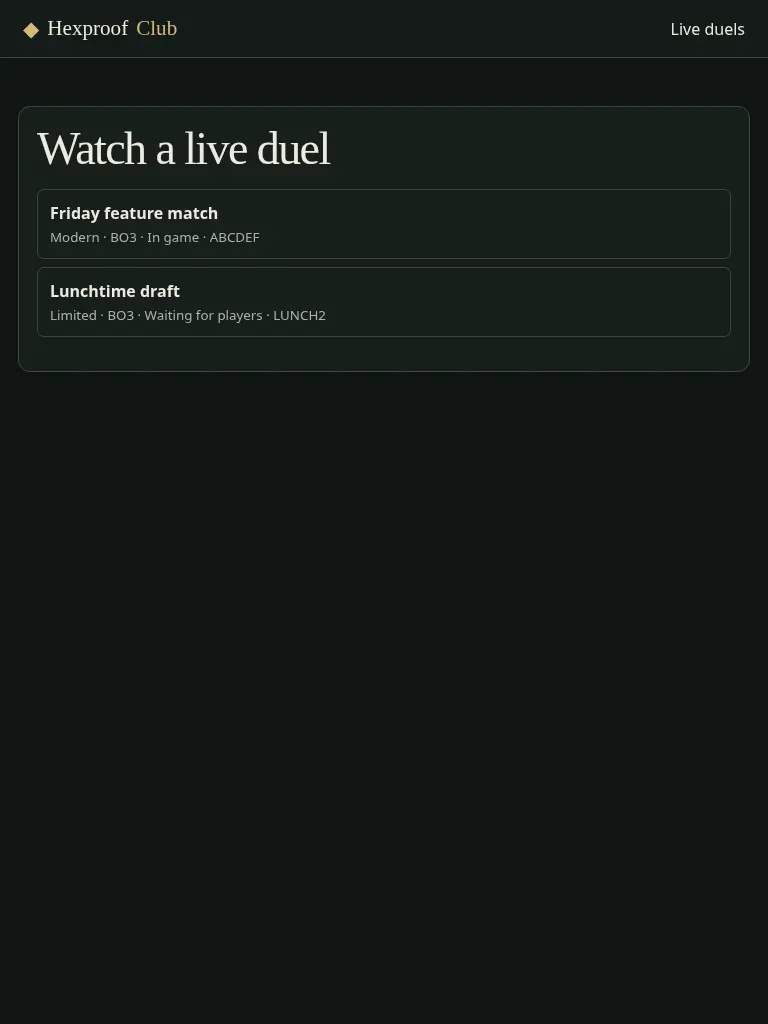 ◆ Hexproof Club
Live duels
Watch a live duel
Friday feature match
Modern · BO3 · In game · ABCDEF
Lunchtime draft
Limited · BO3 · Waiting for players · LUNCH2